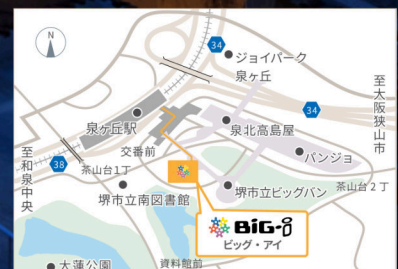 N
34
ジョイパーク
泉ヶ丘
34
至大阪狭山市
泉ヶ丘駅
泉北高島屋
交番前
パンジョ
至和泉中央
38
茶山台1丁
堺市立南図書館
堺市立ビッグバン
茶山台2丁
BiG-i
ビッグ・アイ
大蓮公園
資料館前